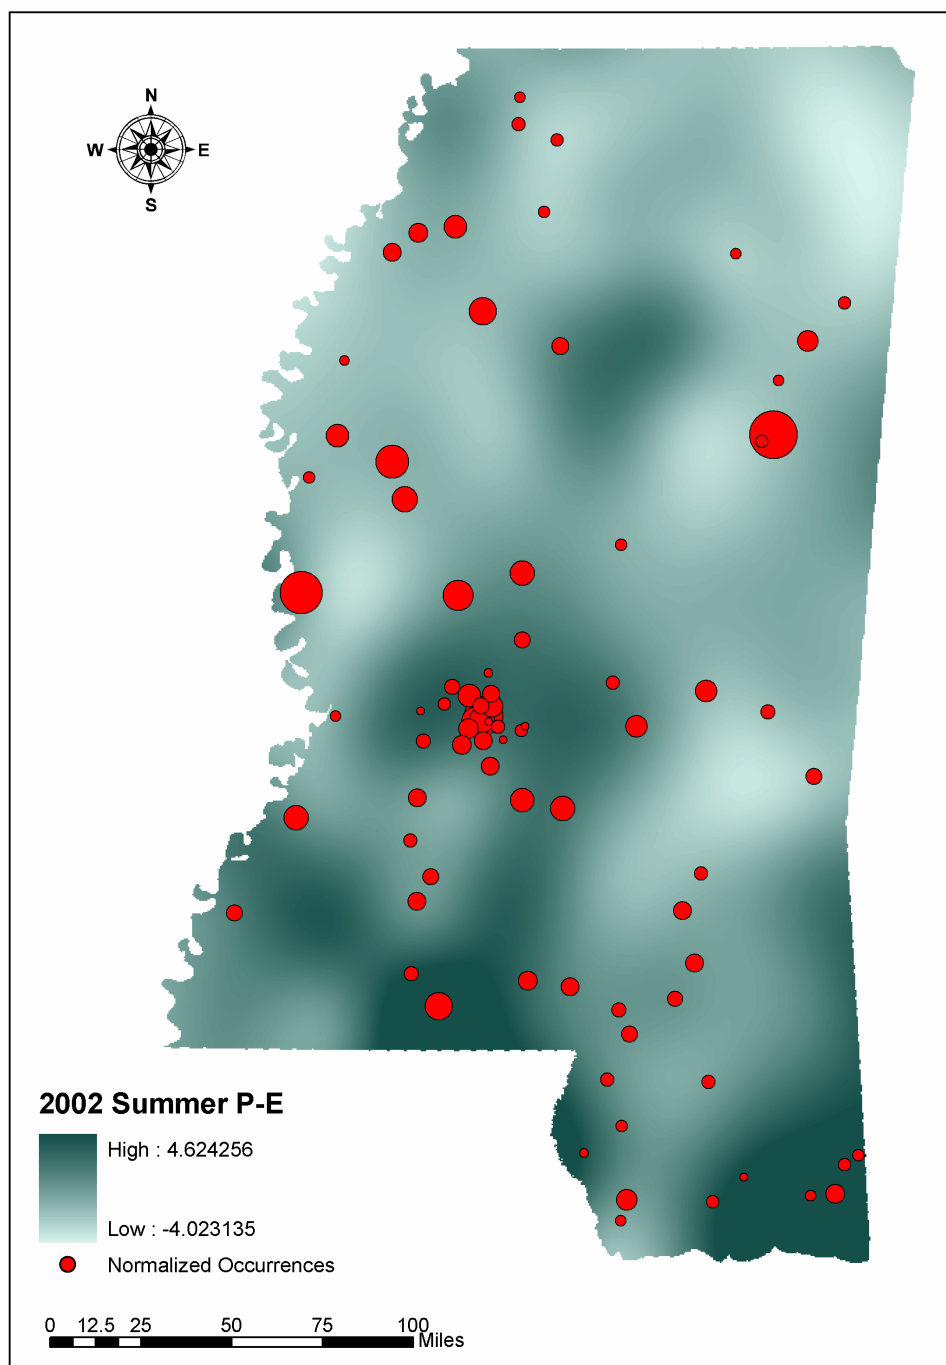 N
W E
S
2002 Summer P-E
High : 4.624256
Low : -4.023135
Normalized Occurrences
0 12.5 25 50 75 100
Miles